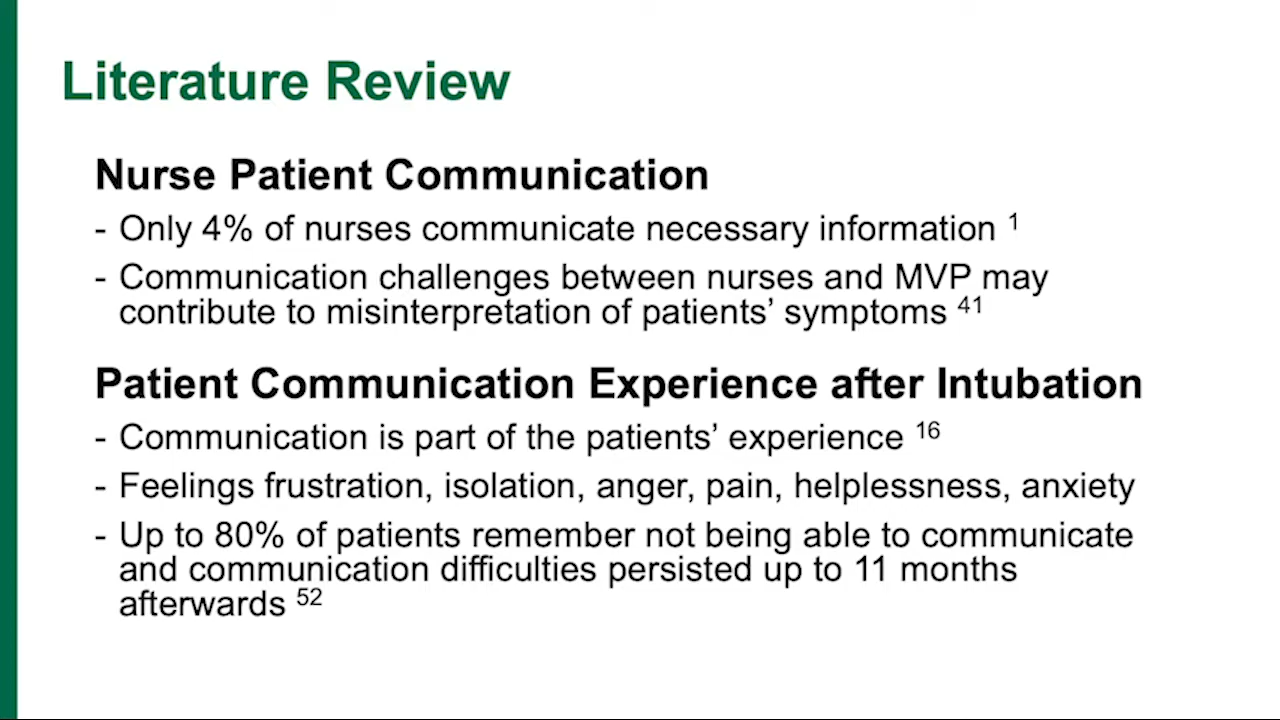 Literature Review
Nurse Patient Communication
- Only 4% of nurses communicate necessary information 1
- Communication challenges between nurses and MVP may
contribute to misinterpretation of patients’ symptoms 41
Patient Communication Experience after Intubation
- Communication is part of the patients’ experience 16
- Feelings frustration, isolation, anger, pain, helplessness, anxiety
- Up to 80% of patients remember not being able to communicate
and communication difficulties persisted up to 11 months
afterwards 52